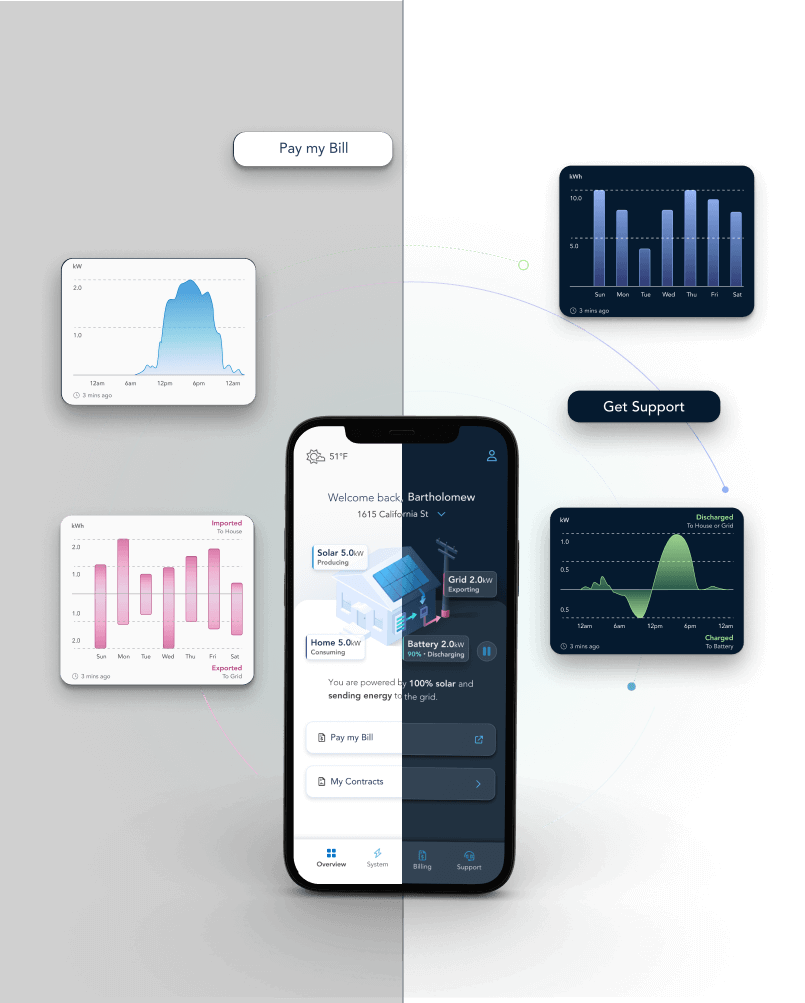 Pay my Bill
kWh
10.0
5.0
Sun Mon Tue Wed Thu Fri Sat
3 mins ago
kW
2.0
1.0
12am 6am 12pm 6pm 12am
3 mins ago
Get Support
51°F
Welcome back, Bartholomew
1615 California St
Solar 5.0kW
Producing
Grid 2.0kW
Exporting
Home 5.0kW
Consuming
Battery 2.0kW
90% • Discharging
You are powered by 100% solar and
sending energy to the grid.
Pay my Bill
My Contracts
Overview System Billing Support
kWh
Imported
To House
2.0
1.0
1.0
2.0
Sun Mon Tue Wed Thu Fri Sat
Exported
3 mins ago To Grid
kW
Discharged
To House or Grid
1.0
0.5
0.5
12am 6am 12pm 6pm 12am
Charged
3 mins ago To Battery